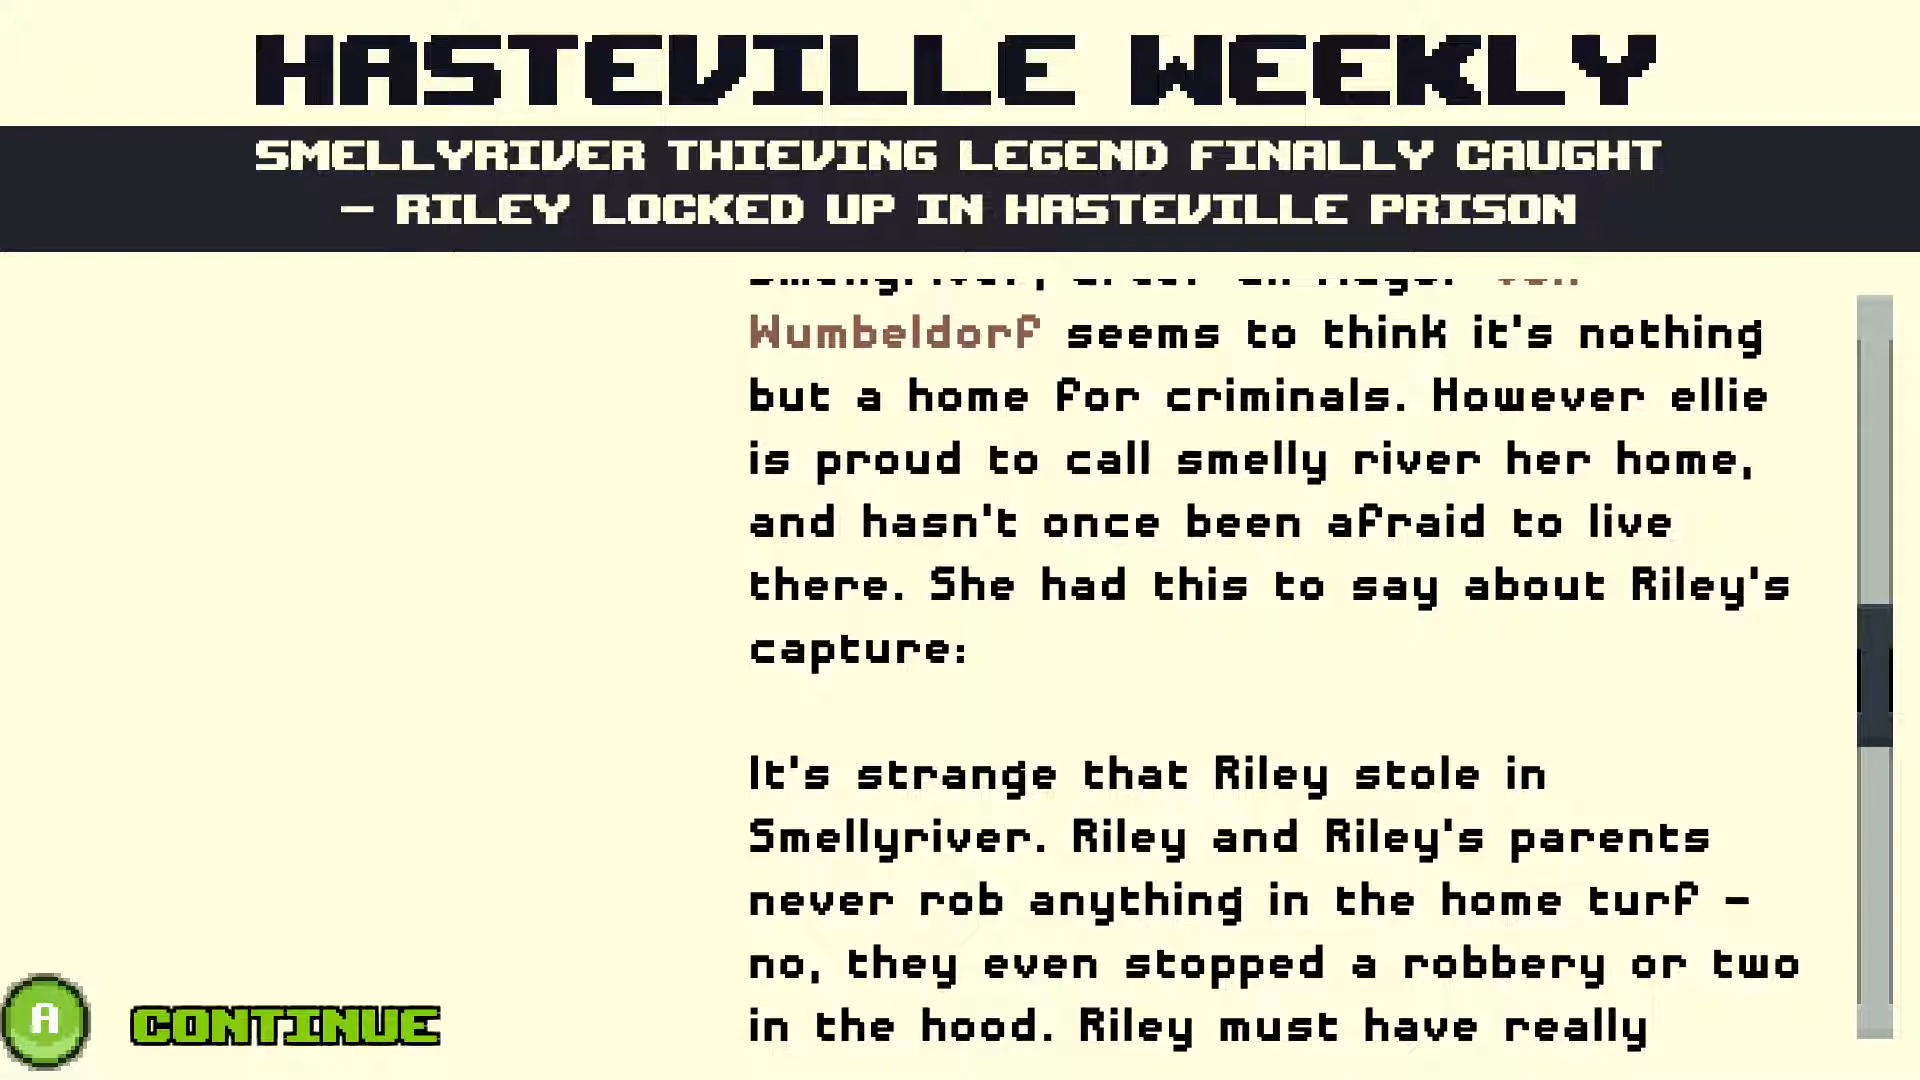 HASTEVILLE WEEKLY
SMELLYRIVER THIEVING LEGEND FINALLY CAUGHT
- RILEY LOCKED UP IN HASTEVILLE PRISON
Wumbeldorf seems to think it's nothing
but a home for criminals. However ellie
is proud to call smelly river her home,
and hasn't once been afraid to live
there. She had this to say about Riley's
capture:
It's strange that Riley stole in
Smellyriver. Riley and Riley's parents
never rob anything in the home turf -
no, they even stopped a robbery or two
in the hood. Riley must have really
A CONTINUE